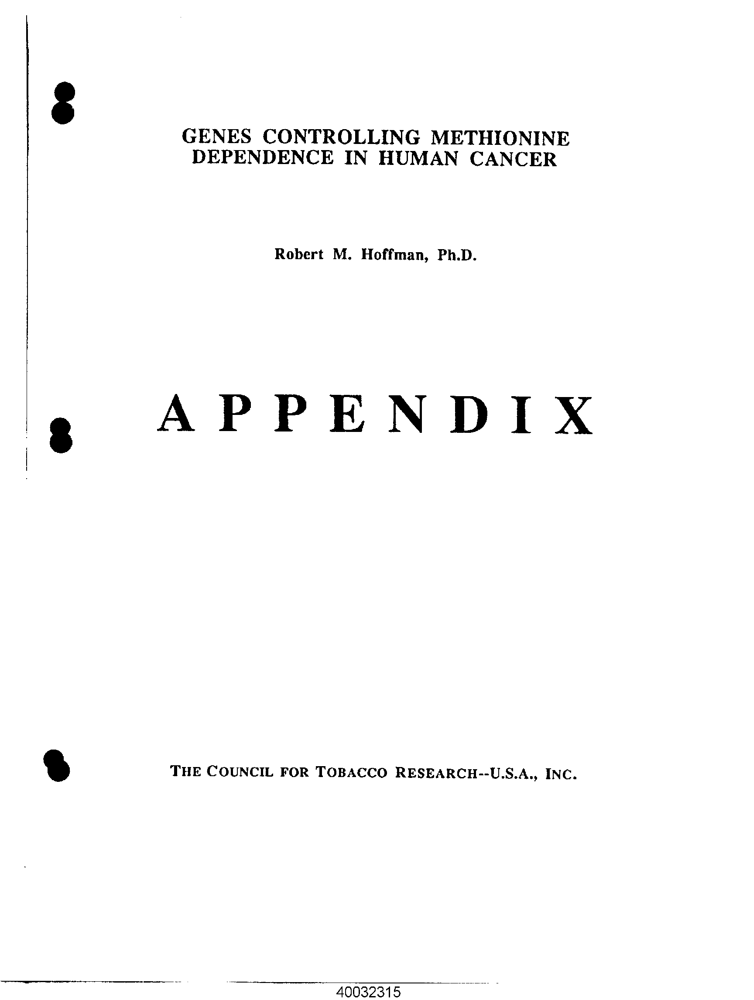 GENES CONTROLLING METHIONINE
DEPENDENCE IN HUMAN CANCER
Robert M. Hoffman, Ph.D.
APPENDIX
THE COUNCIL FOR TOBACCO RESEARCH--U.S.A., INC.
40032315